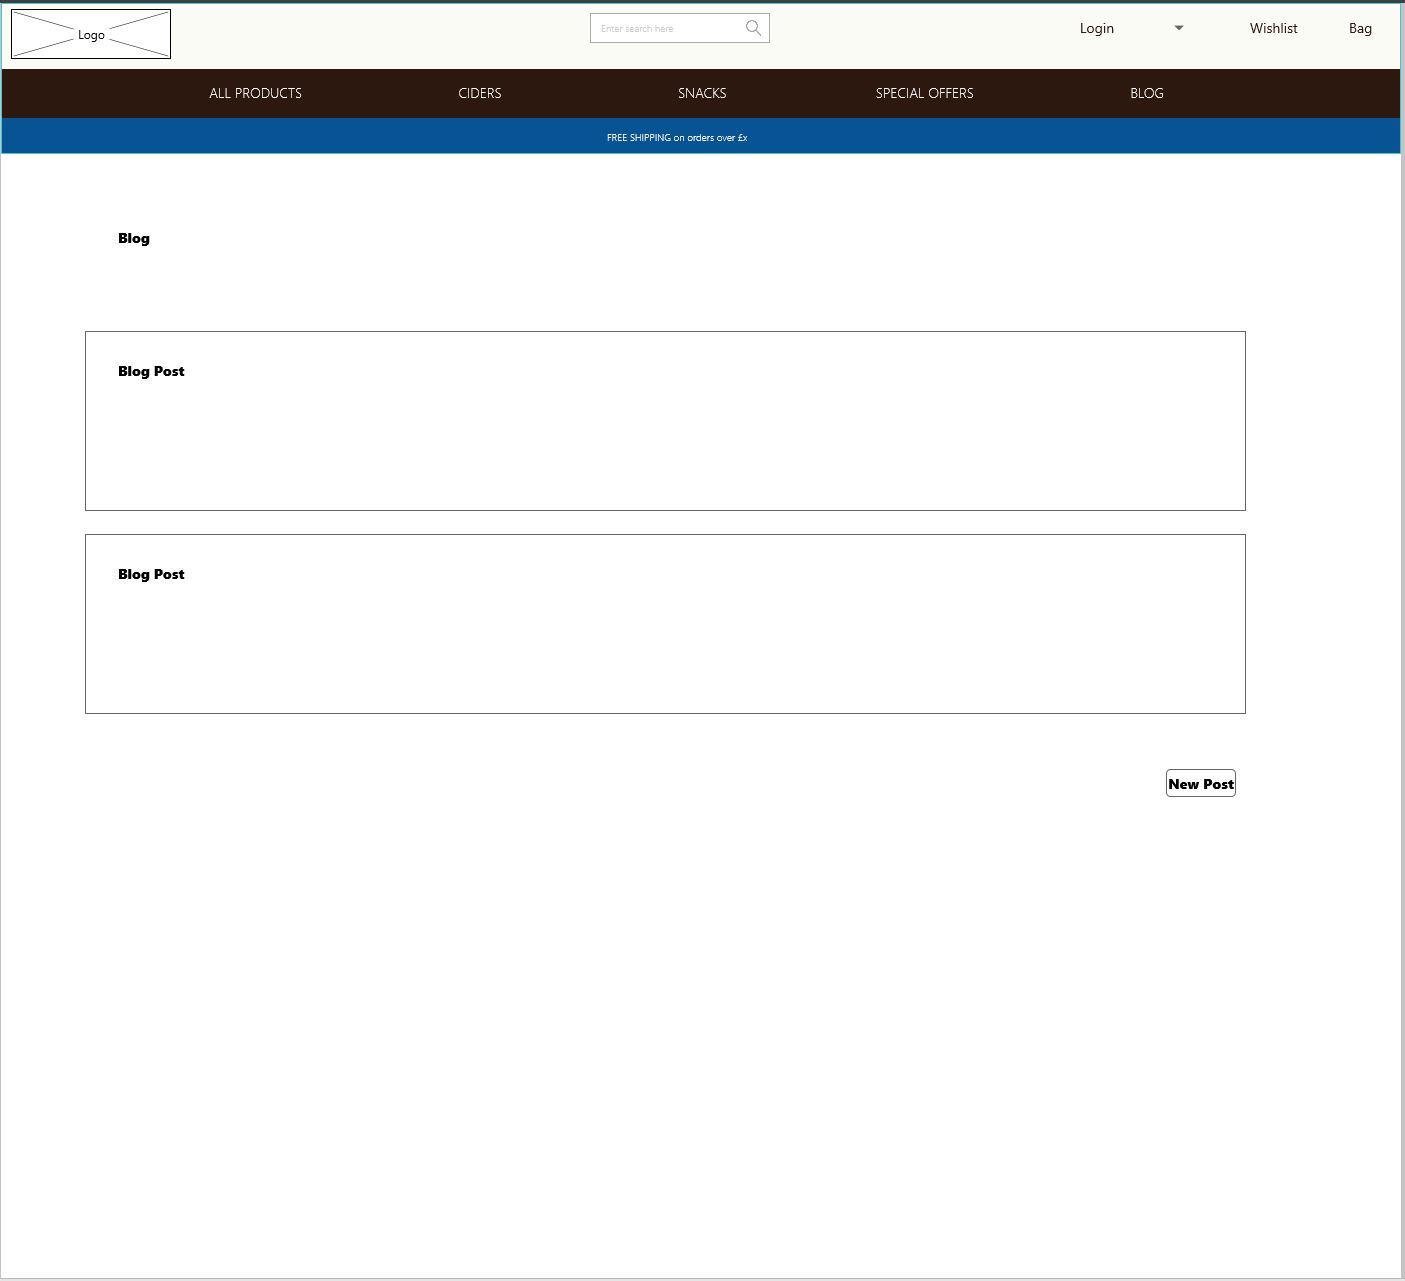 Logo
Enter search here
Login
Wishlist
Bag
ALL PRODUCTS
CIDERS
SNACKS
SPECIAL OFFERS
BLOG
FREE SHIPPING on orders over £x
Blog
Blog Post
Blog Post
New Post